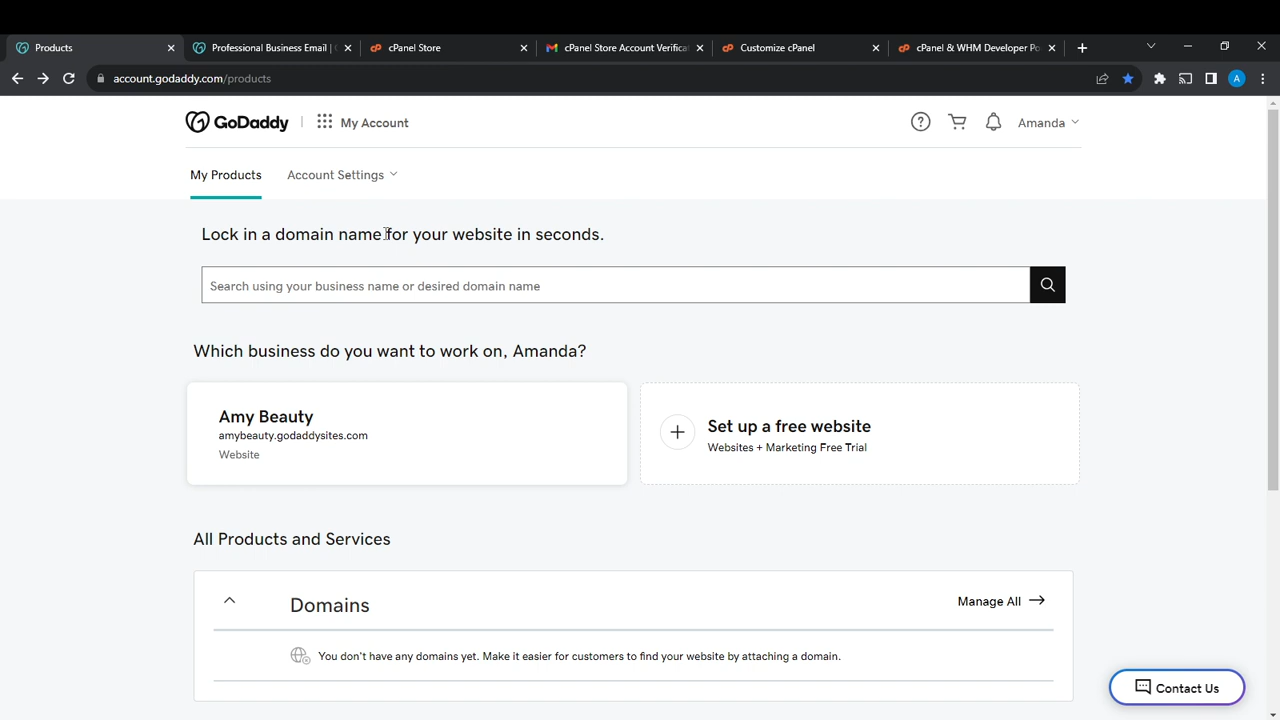 Products
Professional Business Email |
cPanel Store
cPanel Store Account Verificat
Customize cPanel
cPanel & WHM Developer Po
account.godaddy.com/products
A
GoDaddy
My Account
Amanda
My Products
Account Settings
Lock in a domain name for your website in seconds.
Search using your business name or desired domain name
Which business do you want to work on, Amanda?
Amy Beauty
amybeauty.godaddysites.com
Website
Set up a free website
Websites + Marketing Free Trial
All Products and Services
Domains
Manage All
You don't have any domains yet. Make it easier for customers to find your website by attaching a domain.
Contact Us